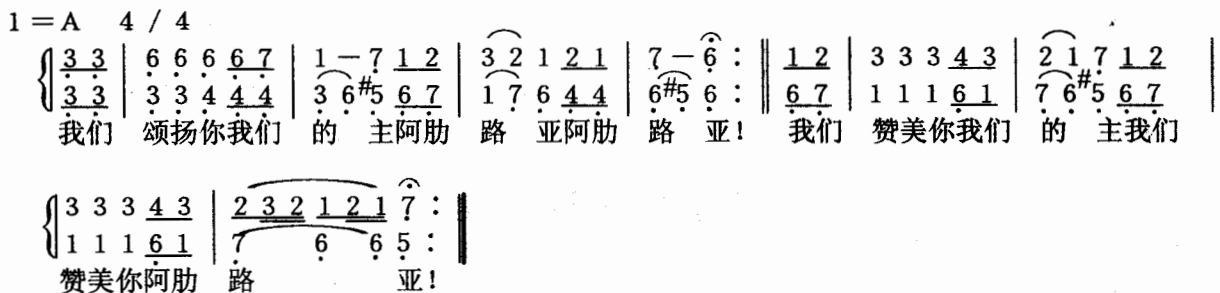 1＝A 4 / 4
3 3 | 6 6 6 6 7 | 1 – 7 1 2 | 3 2 1 2 1 | 7 – 6 : ‖ 1 2 | 3 3 3 4 3 | 2 1 7 1 2 |
3 3 | 3 3 4 4 4 | 3 6 #5 6 7 | 1 7 6 4 4 | 6 #5 6 : ‖ 6 7 | 1 1 1 6 1 | 7 6 #5 6 7 |
我们 颂扬你我们 的 主阿肋 路 亚阿肋 路 亚！ 我们 赞美你我们 的 主我们
3 3 3 4 3 | 2 3 2 1 2 1 7 : ‖
1 1 1 6 1 | 7 6 6 5 : ‖
赞美你阿肋 路 亚！